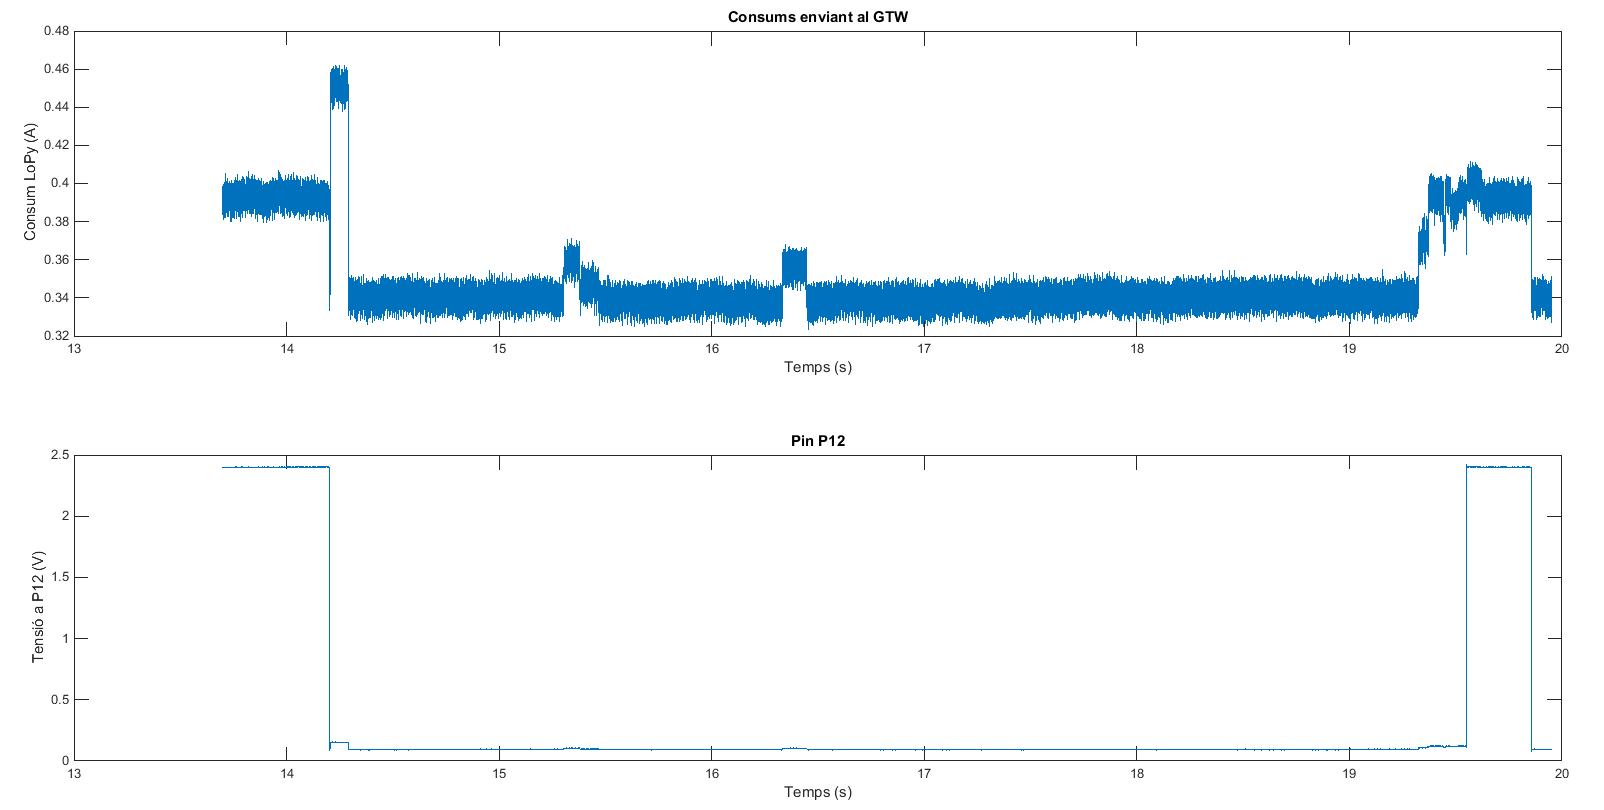 Consums enviant al GTW
0.48
0.46
0.44
0.42
0.4
0.38
0.36
0.34
0.32
Consum LoPy (A)
13 14 15 16 17 18 19 20
Temps (s)
Pin P12
2.5
2
1.5
1
0.5
0
Tensió a P12 (V)
13 14 15 16 17 18 19 20
Temps (s)